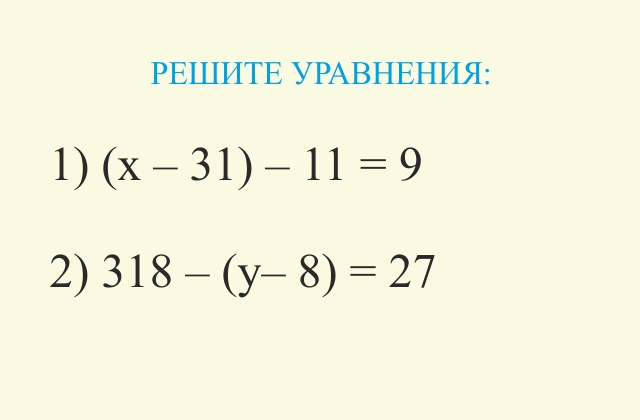 РЕШИТЕ УРАВНЕНИЯ:
1) (x – 31) – 11 = 9
2) 318 – (y– 8) = 27